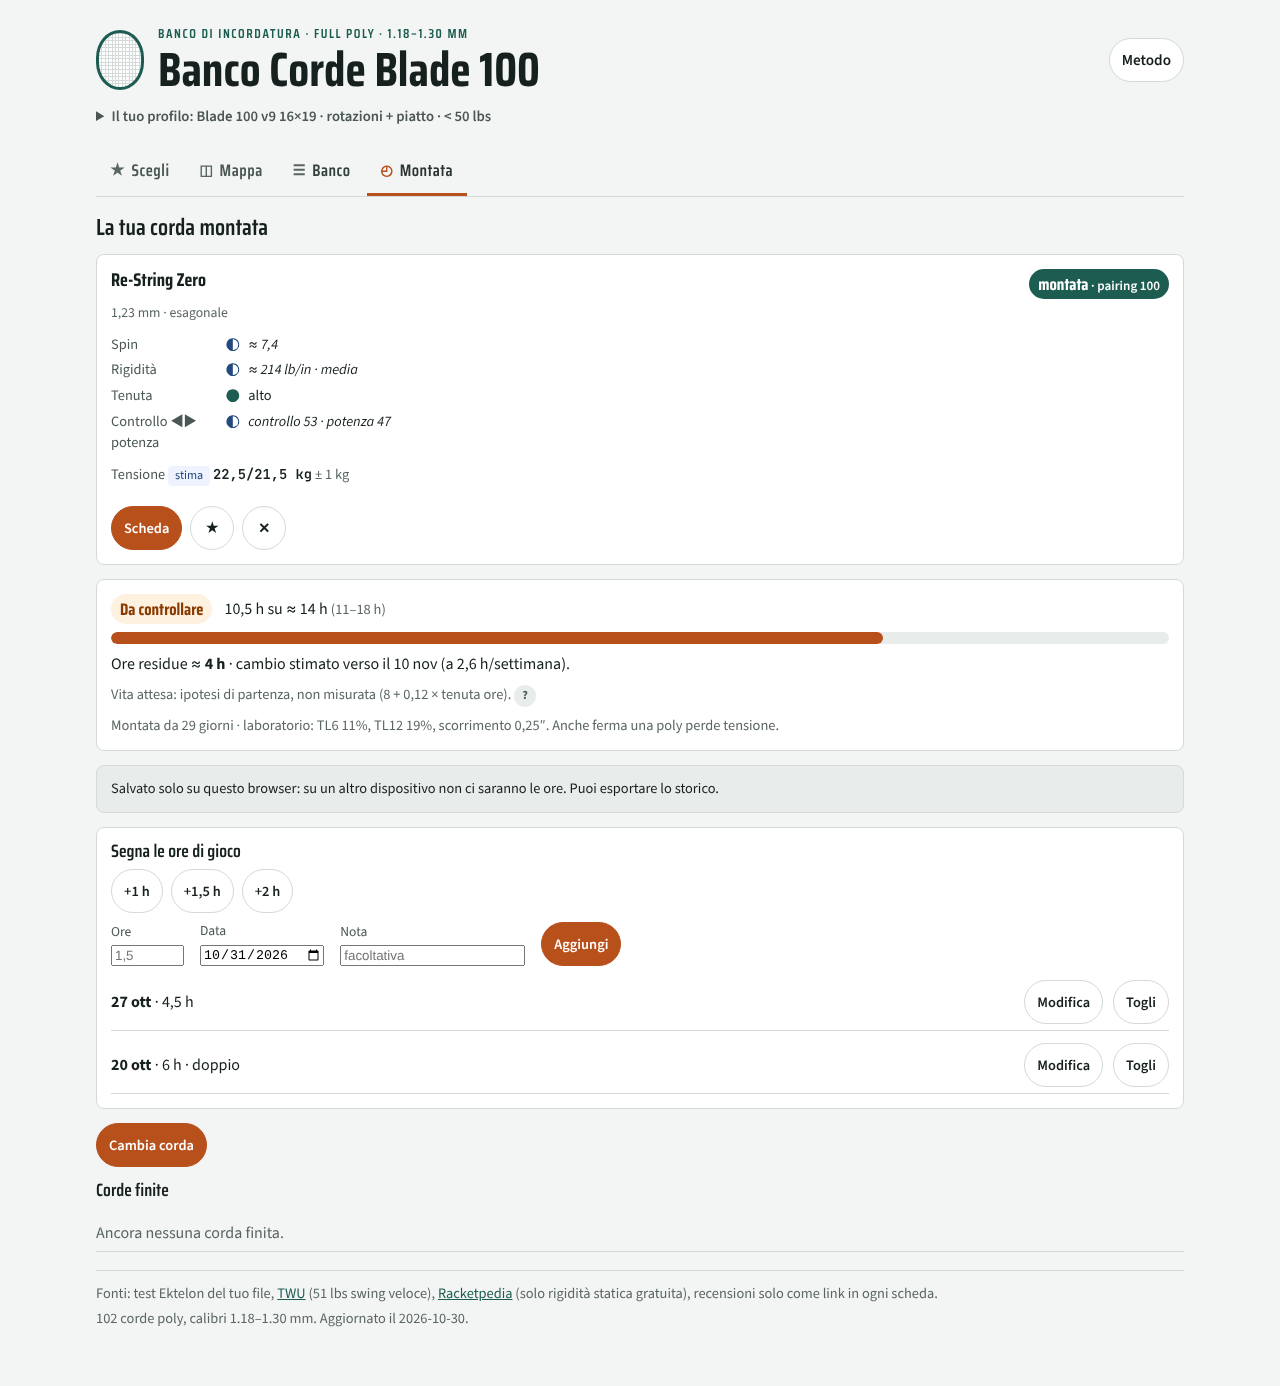 BANCO DI INCORDATURA · FULL POLY · 1.18–1.30 MM
Banco Corde Blade 100
Metodo
▶ Il tuo profilo: Blade 100 v9 16×19 · rotazioni + piatto · < 50 lbs
★ Scegli
◫ Mappa
☰ Banco
◴ Montata
La tua corda montata
Re-String Zero
montata · pairing 100
1,23 mm · esagonale
Spin ◐ ≈ 7,4
Rigidità ◐ ≈ 214 lb/in · media
Tenuta ● alto
Controllo ◀▶ potenza ◐ controllo 53 · potenza 47
Tensione stima 22,5/21,5 kg ± 1 kg
Scheda ★ ✕
Da controllare 10,5 h su ≈ 14 h (11–18 h)
Ore residue ≈ 4 h · cambio stimato verso il 10 nov (a 2,6 h/settimana).
Vita attesa: ipotesi di partenza, non misurata (8 + 0,12 × tenuta ore). ?
Montata da 29 giorni · laboratorio: TL6 11%, TL12 19%, scorrimento 0,25″. Anche ferma una poly perde tensione.
Salvato solo su questo browser: su un altro dispositivo non ci saranno le ore. Puoi esportare lo storico.
Segna le ore di gioco
+1 h +1,5 h +2 h
Ore Data Nota
1,5 10/31/2026 facoltativa Aggiungi
27 ott · 4,5 h Modifica Togli
20 ott · 6 h · doppio Modifica Togli
Cambia corda
Corde finite
Ancora nessuna corda finita.
Fonti: test Ektelon del tuo file, TWU (51 lbs swing veloce), Racketpedia (solo rigidità statica gratuita), recensioni solo come link in ogni scheda.
102 corde poly, calibri 1.18–1.30 mm. Aggiornato il 2026-10-30.